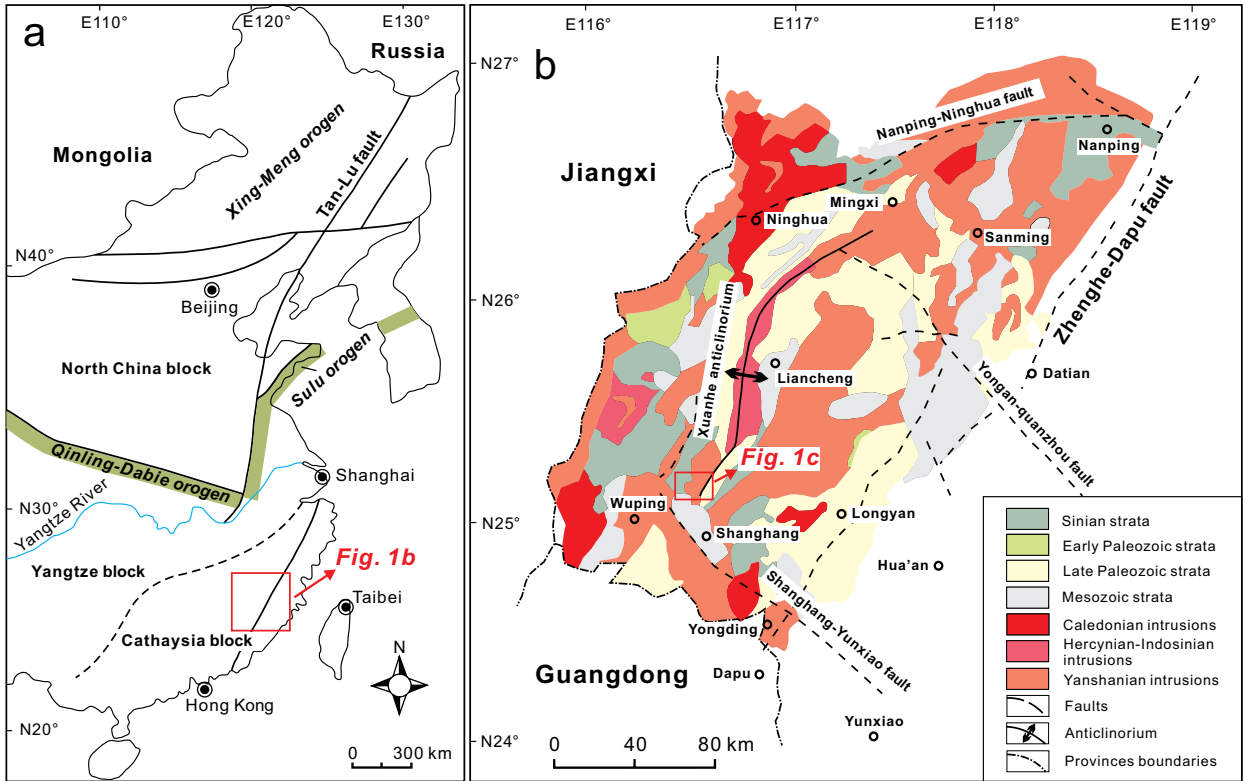 E110°
E120°
E130°
a
Russia
Mongolia
Xing-Meng orogen
Tan-Lu fault
N40°
Beijing
North China block
Sulu orogen
Qinling-Dabie orogen
Shanghai
N30°
Yangtze River
Fig. 1b
Yangtze block
Taibei
Cathaysia block
N
Hong Kong
N20°
0
300 km
E116°
E117°
E118°
E119°
N27°
b
Nanping-Ninghua fault
Nanping
Jiangxi
Mingxi
Ninghua
Sanming
Zhenghe-Dapu fault
N26°
Xuanhe anticlinorium
Liancheng
Datian
Yongan-quanzhou fault
Fig. 1c
Wuping
Longyan
N25°
Shanghang
Hua'an
Shanghang-Yunxiao fault
Yongding
Guangdong
Dapu
Yunxiao
N24°
0
40
80 km
Sinian strata
Early Paleozoic strata
Late Paleozoic strata
Mesozoic strata
Caledonian intrusions
Hercynian-Indosinian
intrusions
Yanshanian intrusions
Faults
Anticlinorium
Provinces boundaries